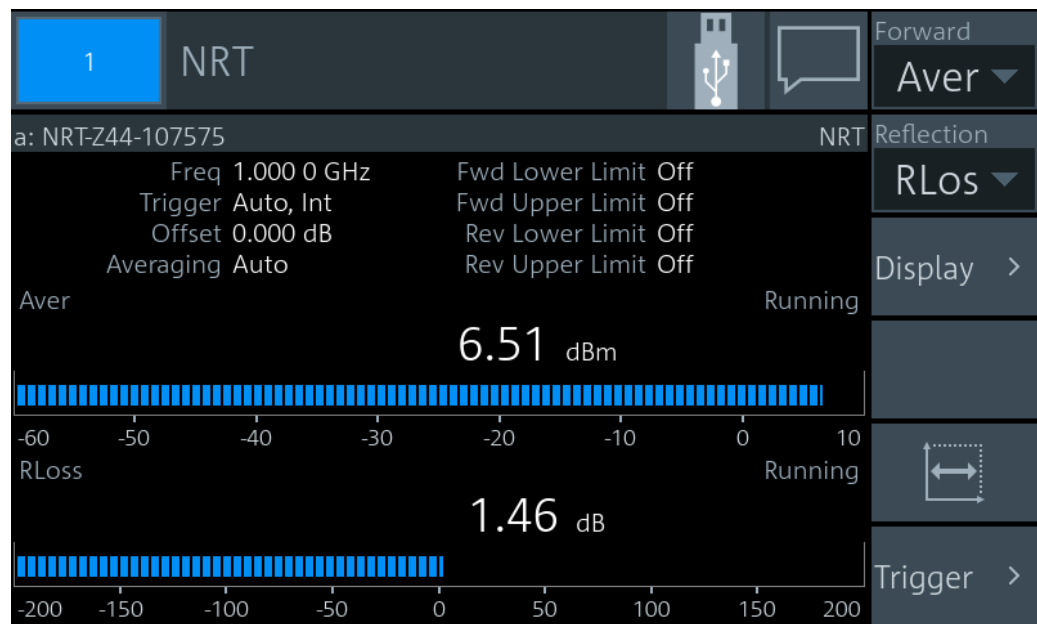 1 NRT
Forward
Aver
a: NRT-Z44-107575 NRT
Reflection
RLos
Freq 1.000 0 GHz Fwd Lower Limit Off
Trigger Auto, Int Fwd Upper Limit Off
Offset 0.000 dB Rev Lower Limit Off
Averaging Auto Rev Upper Limit Off
Display >
Aver Running
6.51 dBm
-60 -50 -40 -30 -20 -10 0 10
RLoss Running
1.46 dB
-200 -150 -100 -50 0 50 100 150 200
Trigger >